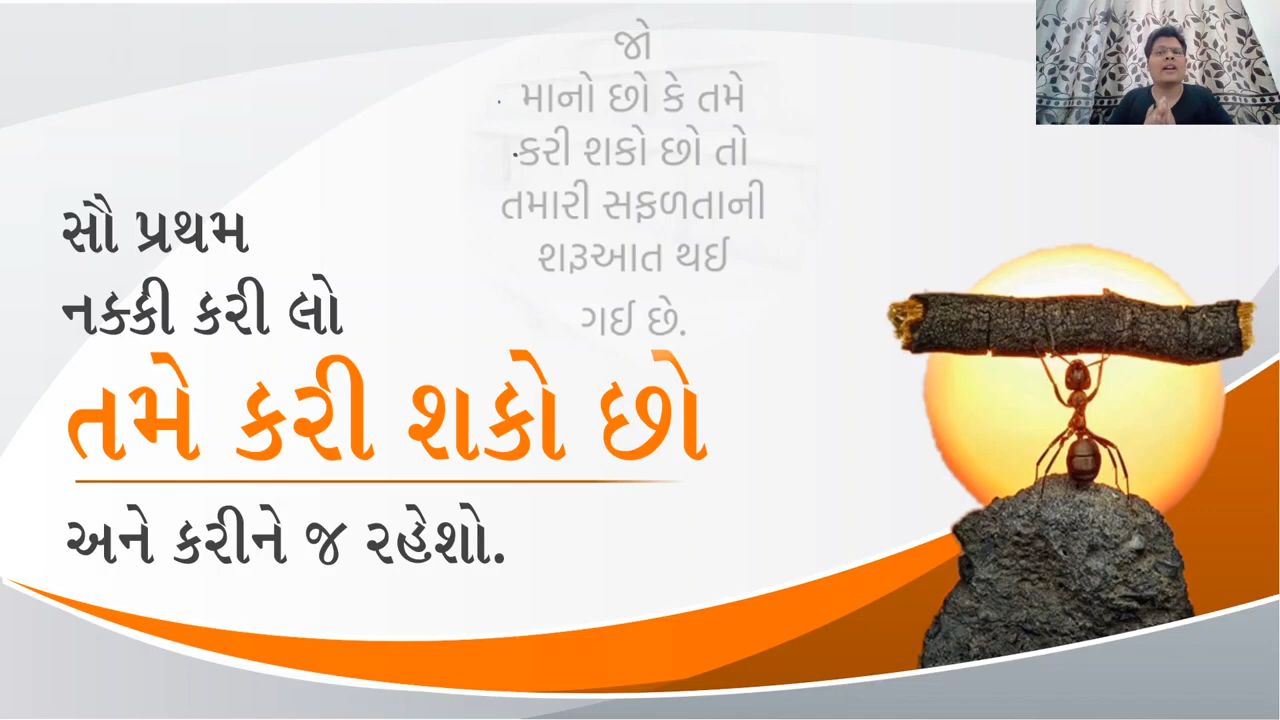 જો
માનો છો કે તમે
કરી શકો છો તો
તમારી સફળતાની
શરૂઆત થઈ
ગઈ છે.
સૌ પ્રથમ
નક્કી કરી લો
તમે કરી શકો છો
અને કરીને જ રહેશો.